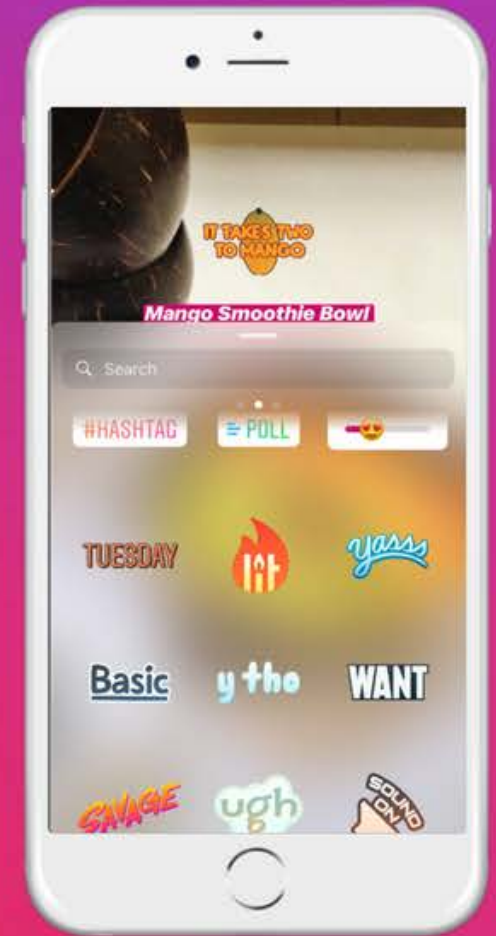 IT TAKES TWO
TO MANGO
Mango Smoothie Bowl
Search
#HASHTAG
POLL
TUESDAY
lit
yasss
Basic
y tho
WANT
SAVAGE
ugh
SOUND
ON